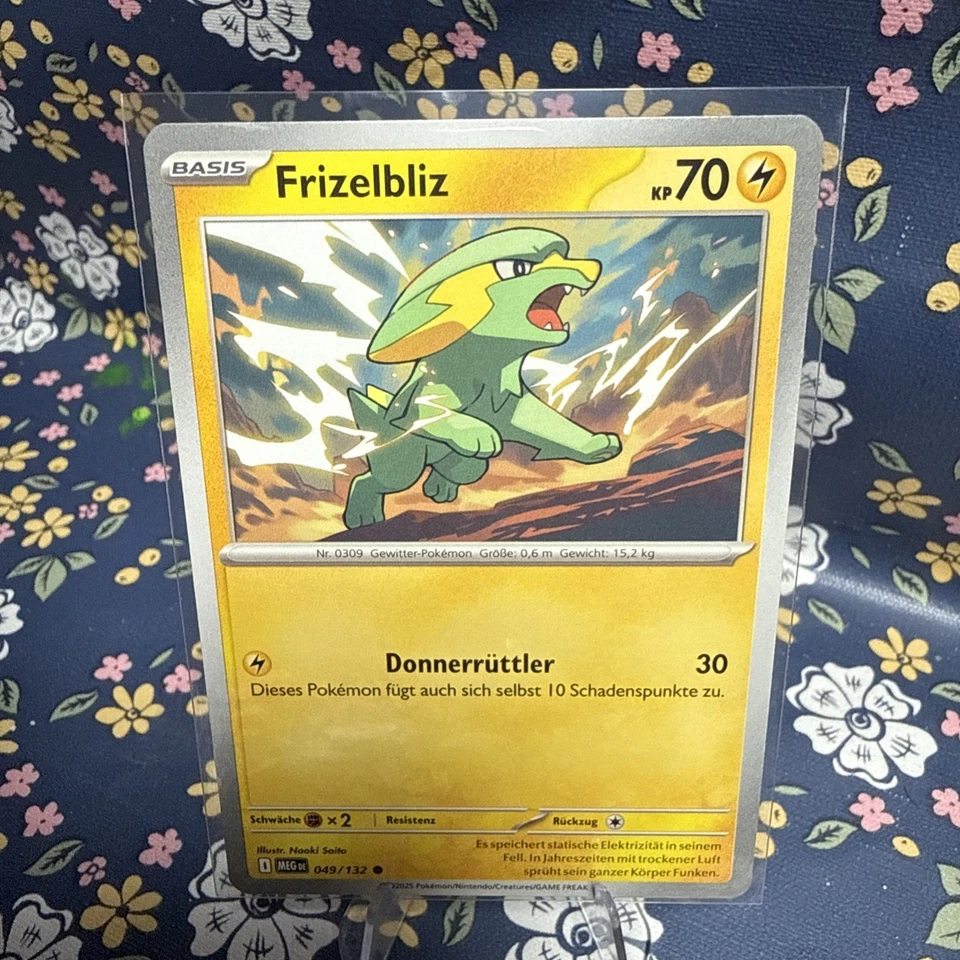 BASIS Frizelbliz KP 70
Nr. 0309 Gewitter-Pokémon Größe: 0,6 m Gewicht: 15,2 kg
Donnerrüttler 30
Dieses Pokémon fügt auch sich selbst 10 Schadenspunkte zu.
Schwäche ×2 Resistenz Rückzug
Illustr. Naoki Saito
MEG DE 049/132
Es speichert statische Elektrizität in seinem
Fell. In Jahreszeiten mit trockener Luft
sprüht sein ganzer Körper Funken.
©2025 Pokémon/Nintendo/Creatures/GAME FREAK